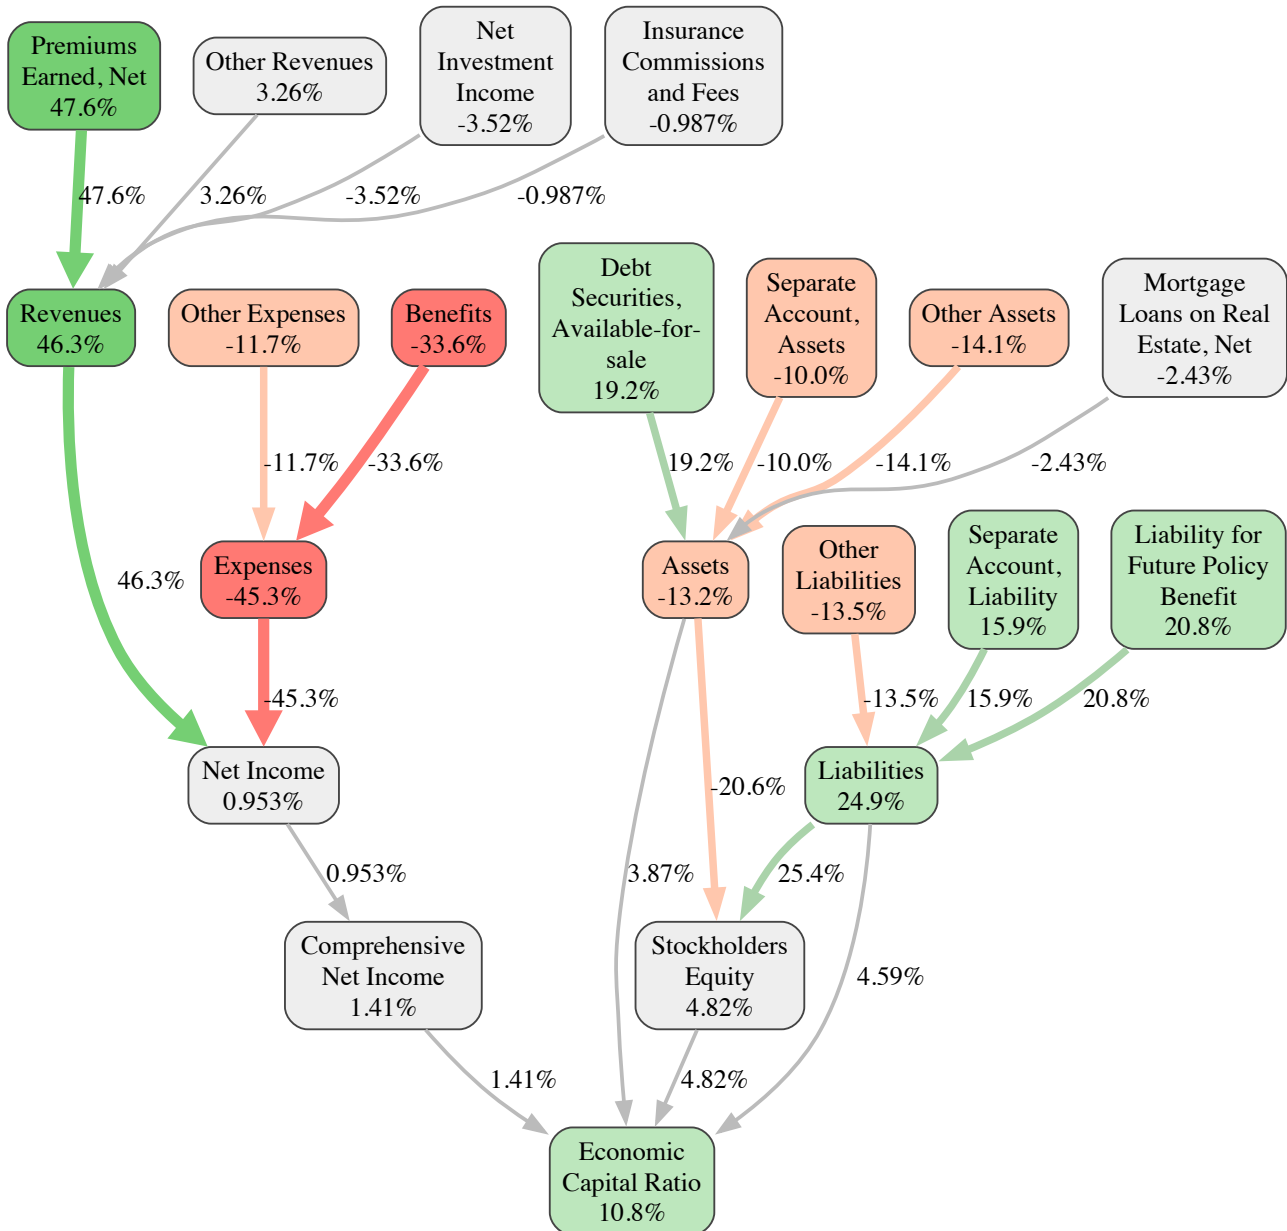 Premiums
Earned, Net
47.6%
Other Revenues
3.26%
Net
Investment
Income
-3.52%
Insurance
Commissions
and Fees
-0.987%
47.6%
3.26%
-3.52%
-0.987%
Revenues
46.3%
Other Expenses
-11.7%
Benefits
-33.6%
Debt
Securities,
Available-for-
sale
19.2%
Separate
Account,
Assets
-10.0%
Other Assets
-14.1%
Mortgage
Loans on Real
Estate, Net
-2.43%
-11.7%
-33.6%
19.2%
-10.0%
-14.1%
-2.43%
46.3%
Expenses
-45.3%
Assets
-13.2%
Other
Liabilities
-13.5%
Separate
Account,
Liability
15.9%
Liability for
Future Policy
Benefit
20.8%
-45.3%
-13.5%
15.9%
20.8%
Net Income
0.953%
-20.6%
Liabilities
24.9%
0.953%
3.87%
25.4%
Comprehensive
Net Income
1.41%
Stockholders
Equity
4.82%
4.59%
1.41%
4.82%
Economic
Capital Ratio
10.8%